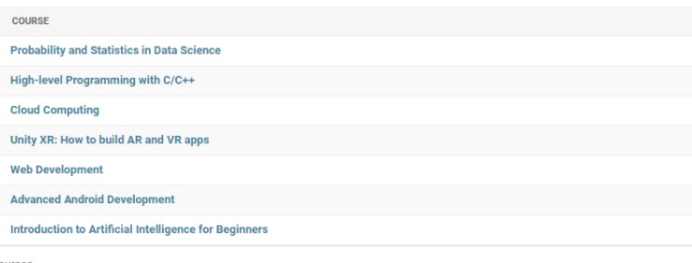 COURSE
Probability and Statistics in Data Science
High-level Programming with C/C++
Cloud Computing
Unity XR: How to build AR and VR apps
Web Development
Advanced Android Development
Introduction to Artificial Intelligence for Beginners